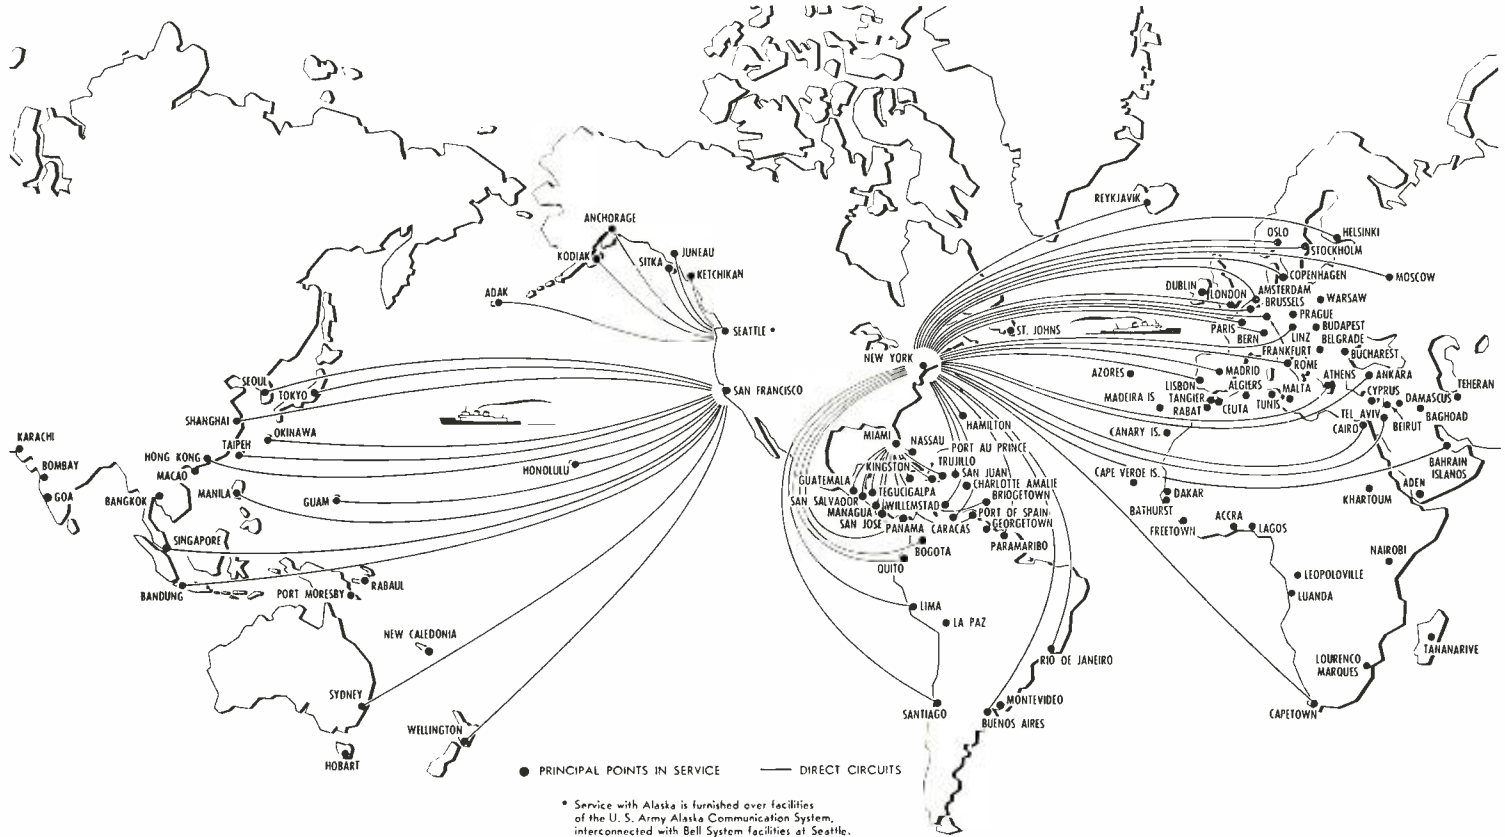 REYKJAVIK
ANCHORAGE
KODIAK
SITKA
JUNEAU
KETCHIKAN
ADAK
SEATTLE *
OSLO
HELSINKI
STOCKHOLM
COPENHAGEN
MOSCOW
DUBLIN
LONDON
AMSTERDAM
BRUSSELS
WARSAW
PRAGUE
PARIS
BUDAPEST
BERN
LINZ
BELGRADE
FRANKFURT
BUCHAREST
ST. JOHNS
NEW YORK
ROME
AZORES
MADRID
ATHENS
ANKARA
LISBON
ALGIERS
MALTA
CYPRUS
TEHERAN
MADEIRA IS
TANGIER
TUNIS
DAMASCUS
RABAT
CEUTA
TEL AVIV
BAGHDAD
CAIRO
BEIRUT
SEOUL
TOKYO
SAN FRANCISCO
SHANGHAI
OKINAWA
TAIPEH
HONG KONG
MACAO
HONOLULU
KARACHI
BOMBAY
GOA
BANGKOK
MANILA
GUAM
SINGAPORE
BANDUNG
PORT MORESBY
RABAUL
NEW CALEDONIA
SYDNEY
WELLINGTON
HOBART
MIAMI
NASSAU
HAMILTON
PORT AU PRINCE
KINGSTON
TRUJILLO
SAN JUAN
GUATEMALA
CHARLOTTE AMALIE
TEGUCIGALPA
BRIDGETOWN
SAN SALVADOR
WILLEMSTAD
MANAGUA
PORT OF SPAIN
SAN JOSE
PANAMA
CARACAS
GEORGETOWN
PARAMARIBO
BOGOTA
QUITO
LIMA
LA PAZ
RIO DE JANEIRO
SANTIAGO
MONTEVIDEO
BUENOS AIRES
CANARY IS.
CAPE VERDE IS.
DAKAR
BATHURST
FREETOWN
ACCRA
LAGOS
BAHRAIN
ISLANDS
ADEN
KHARTOUM
NAIROBI
LEOPOLDVILLE
LUANDA
TANANARIVE
LOURENCO
MARQUES
CAPETOWN
PRINCIPAL POINTS IN SERVICE
DIRECT CIRCUITS
* Service with Alaska is furnished over facilities
of the U. S. Army Alaska Communication System,
interconnected with Bell System facilities at Seattle.